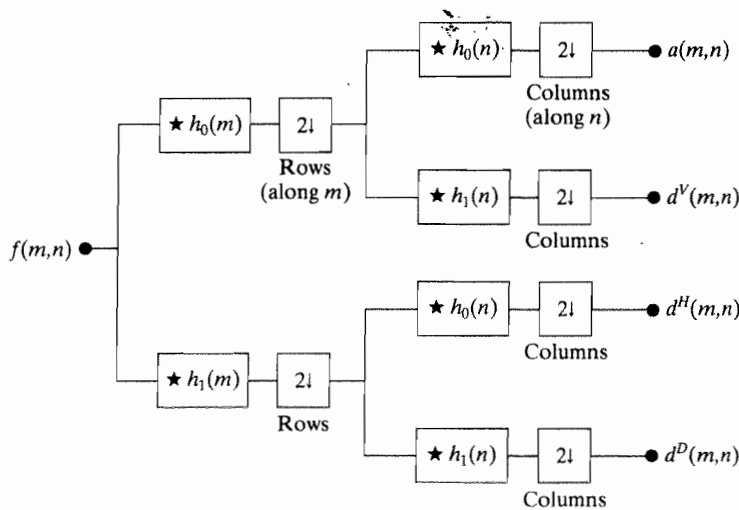 ★ h₀(n)
2↓
a(m,n)
Columns
(along n)
★ h₀(m)
2↓
Rows
(along m)
★ h₁(n)
2↓
dⱽ(m,n)
Columns
f(m,n)
★ h₀(n)
2↓
dᴴ(m,n)
Columns
★ h₁(m)
2↓
Rows
★ h₁(n)
2↓
dᴰ(m,n)
Columns